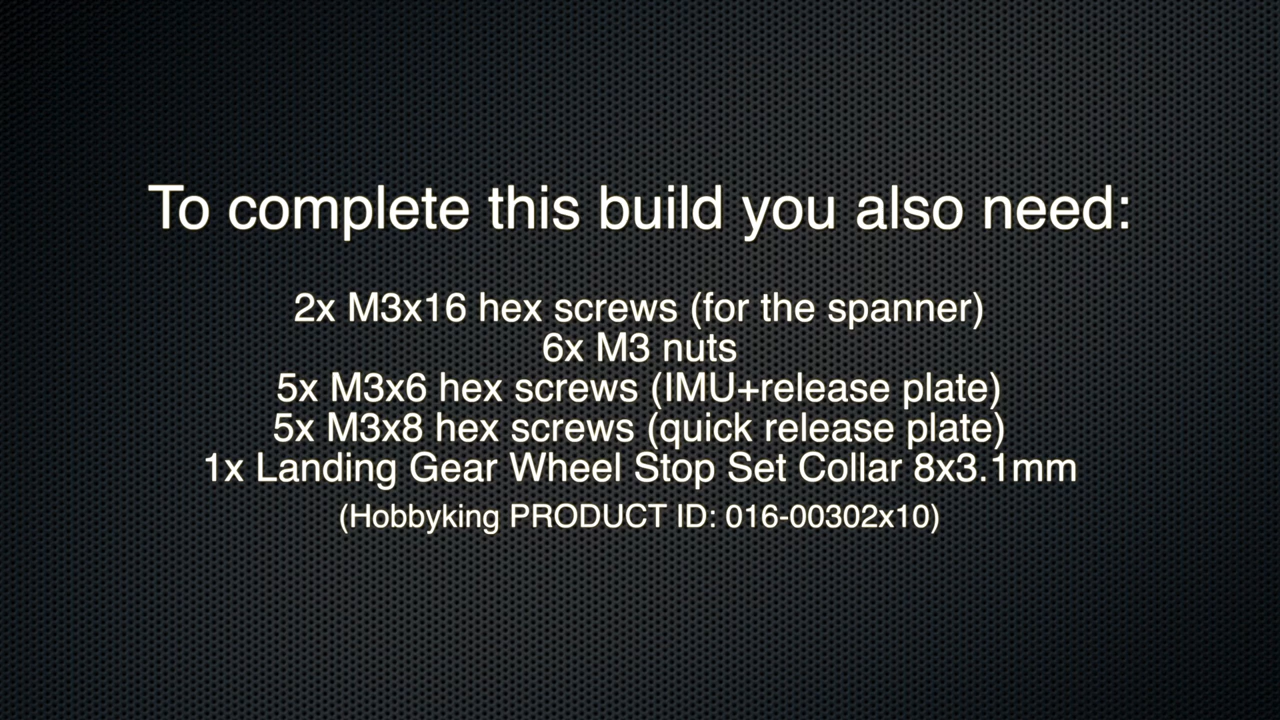 To complete this build you also need:
2x M3x16 hex screws (for the spanner)
6x M3 nuts
5x M3x6 hex screws (IMU+release plate)
5x M3x8 hex screws (quick release plate)
1x Landing Gear Wheel Stop Set Collar 8x3.1mm
(Hobbyking PRODUCT ID: 016-00302x10)